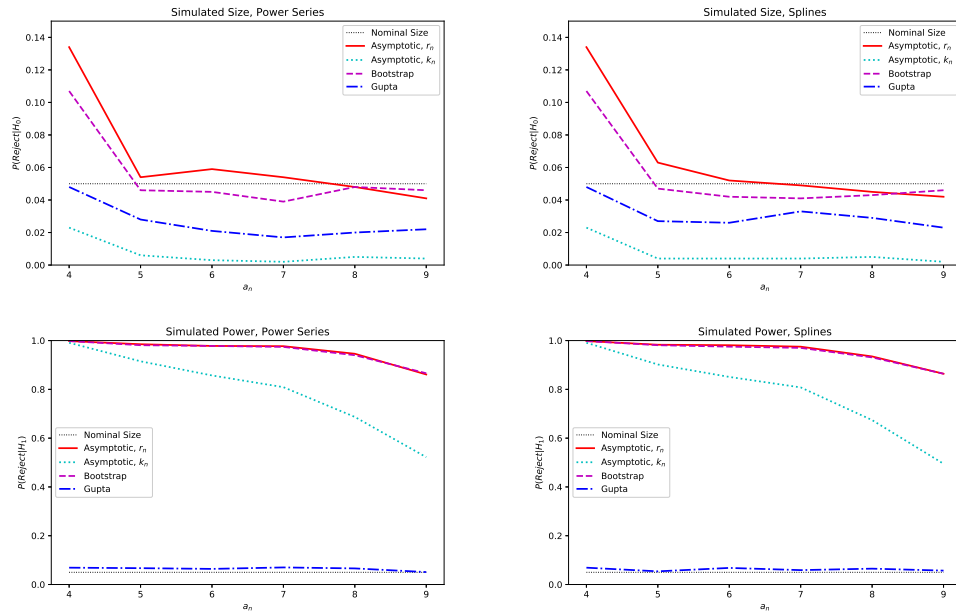 Simulated Size, Power Series
P(Reject|H₀)
0.14
0.12
0.10
0.08
0.06
0.04
0.02
0.00
Nominal Size
Asymptotic, rₙ
Asymptotic, kₙ
Bootstrap
Gupta
4 5 6 7 8 9
aₙ
Simulated Size, Splines
P(Reject|H₀)
0.14
0.12
0.10
0.08
0.06
0.04
0.02
0.00
Nominal Size
Asymptotic, rₙ
Asymptotic, kₙ
Bootstrap
Gupta
4 5 6 7 8 9
aₙ
Simulated Power, Power Series
P(Reject|H₁)
1.0
0.8
0.6
0.4
0.2
0.0
Nominal Size
Asymptotic, rₙ
Asymptotic, kₙ
Bootstrap
Gupta
4 5 6 7 8 9
aₙ
Simulated Power, Splines
P(Reject|H₁)
1.0
0.8
0.6
0.4
0.2
0.0
Nominal Size
Asymptotic, rₙ
Asymptotic, kₙ
Bootstrap
Gupta
4 5 6 7 8 9
aₙ